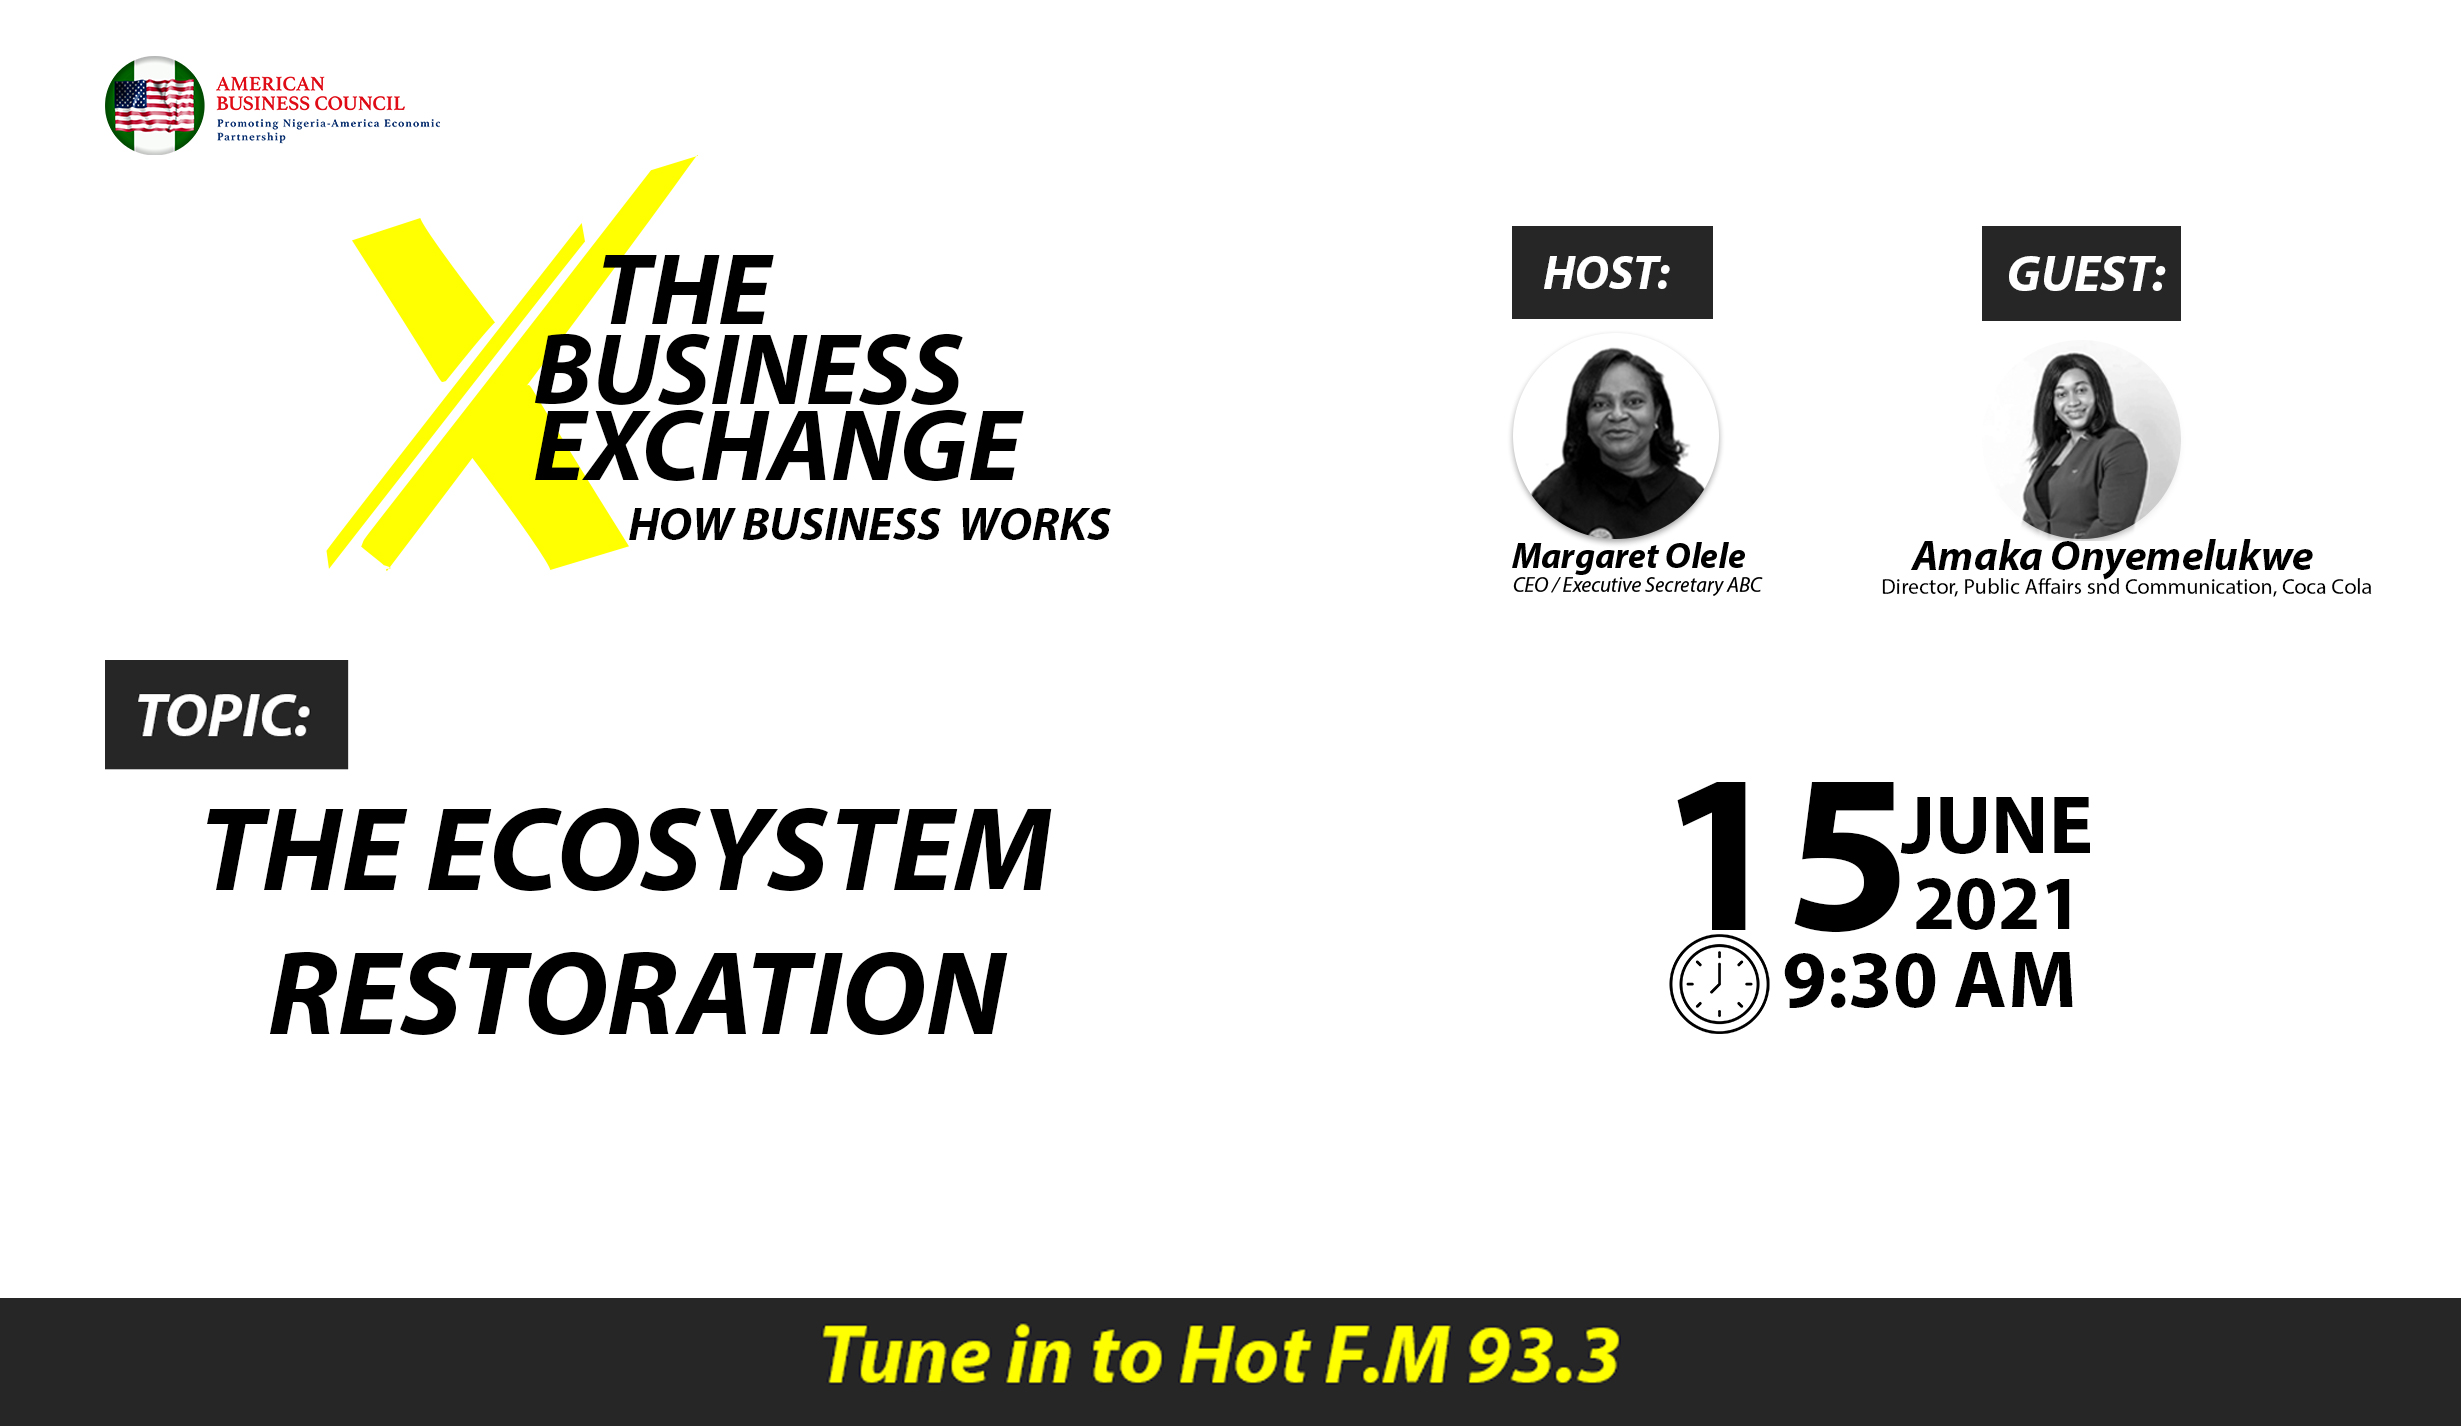 AMERICAN
BUSINESS COUNCIL
Promoting Nigeria-America Economic
Partnership
THE
BUSINESS
EXCHANGE
HOW BUSINESS WORKS
HOST:
Margaret Olele
CEO / Executive Secretary ABC
GUEST:
Amaka Onyemelukwe
Director, Public Affairs snd Communication, Coca Cola
TOPIC:
THE ECOSYSTEM
RESTORATION
15 JUNE
2021
9:30 AM
Tune in to Hot F.M 93.3